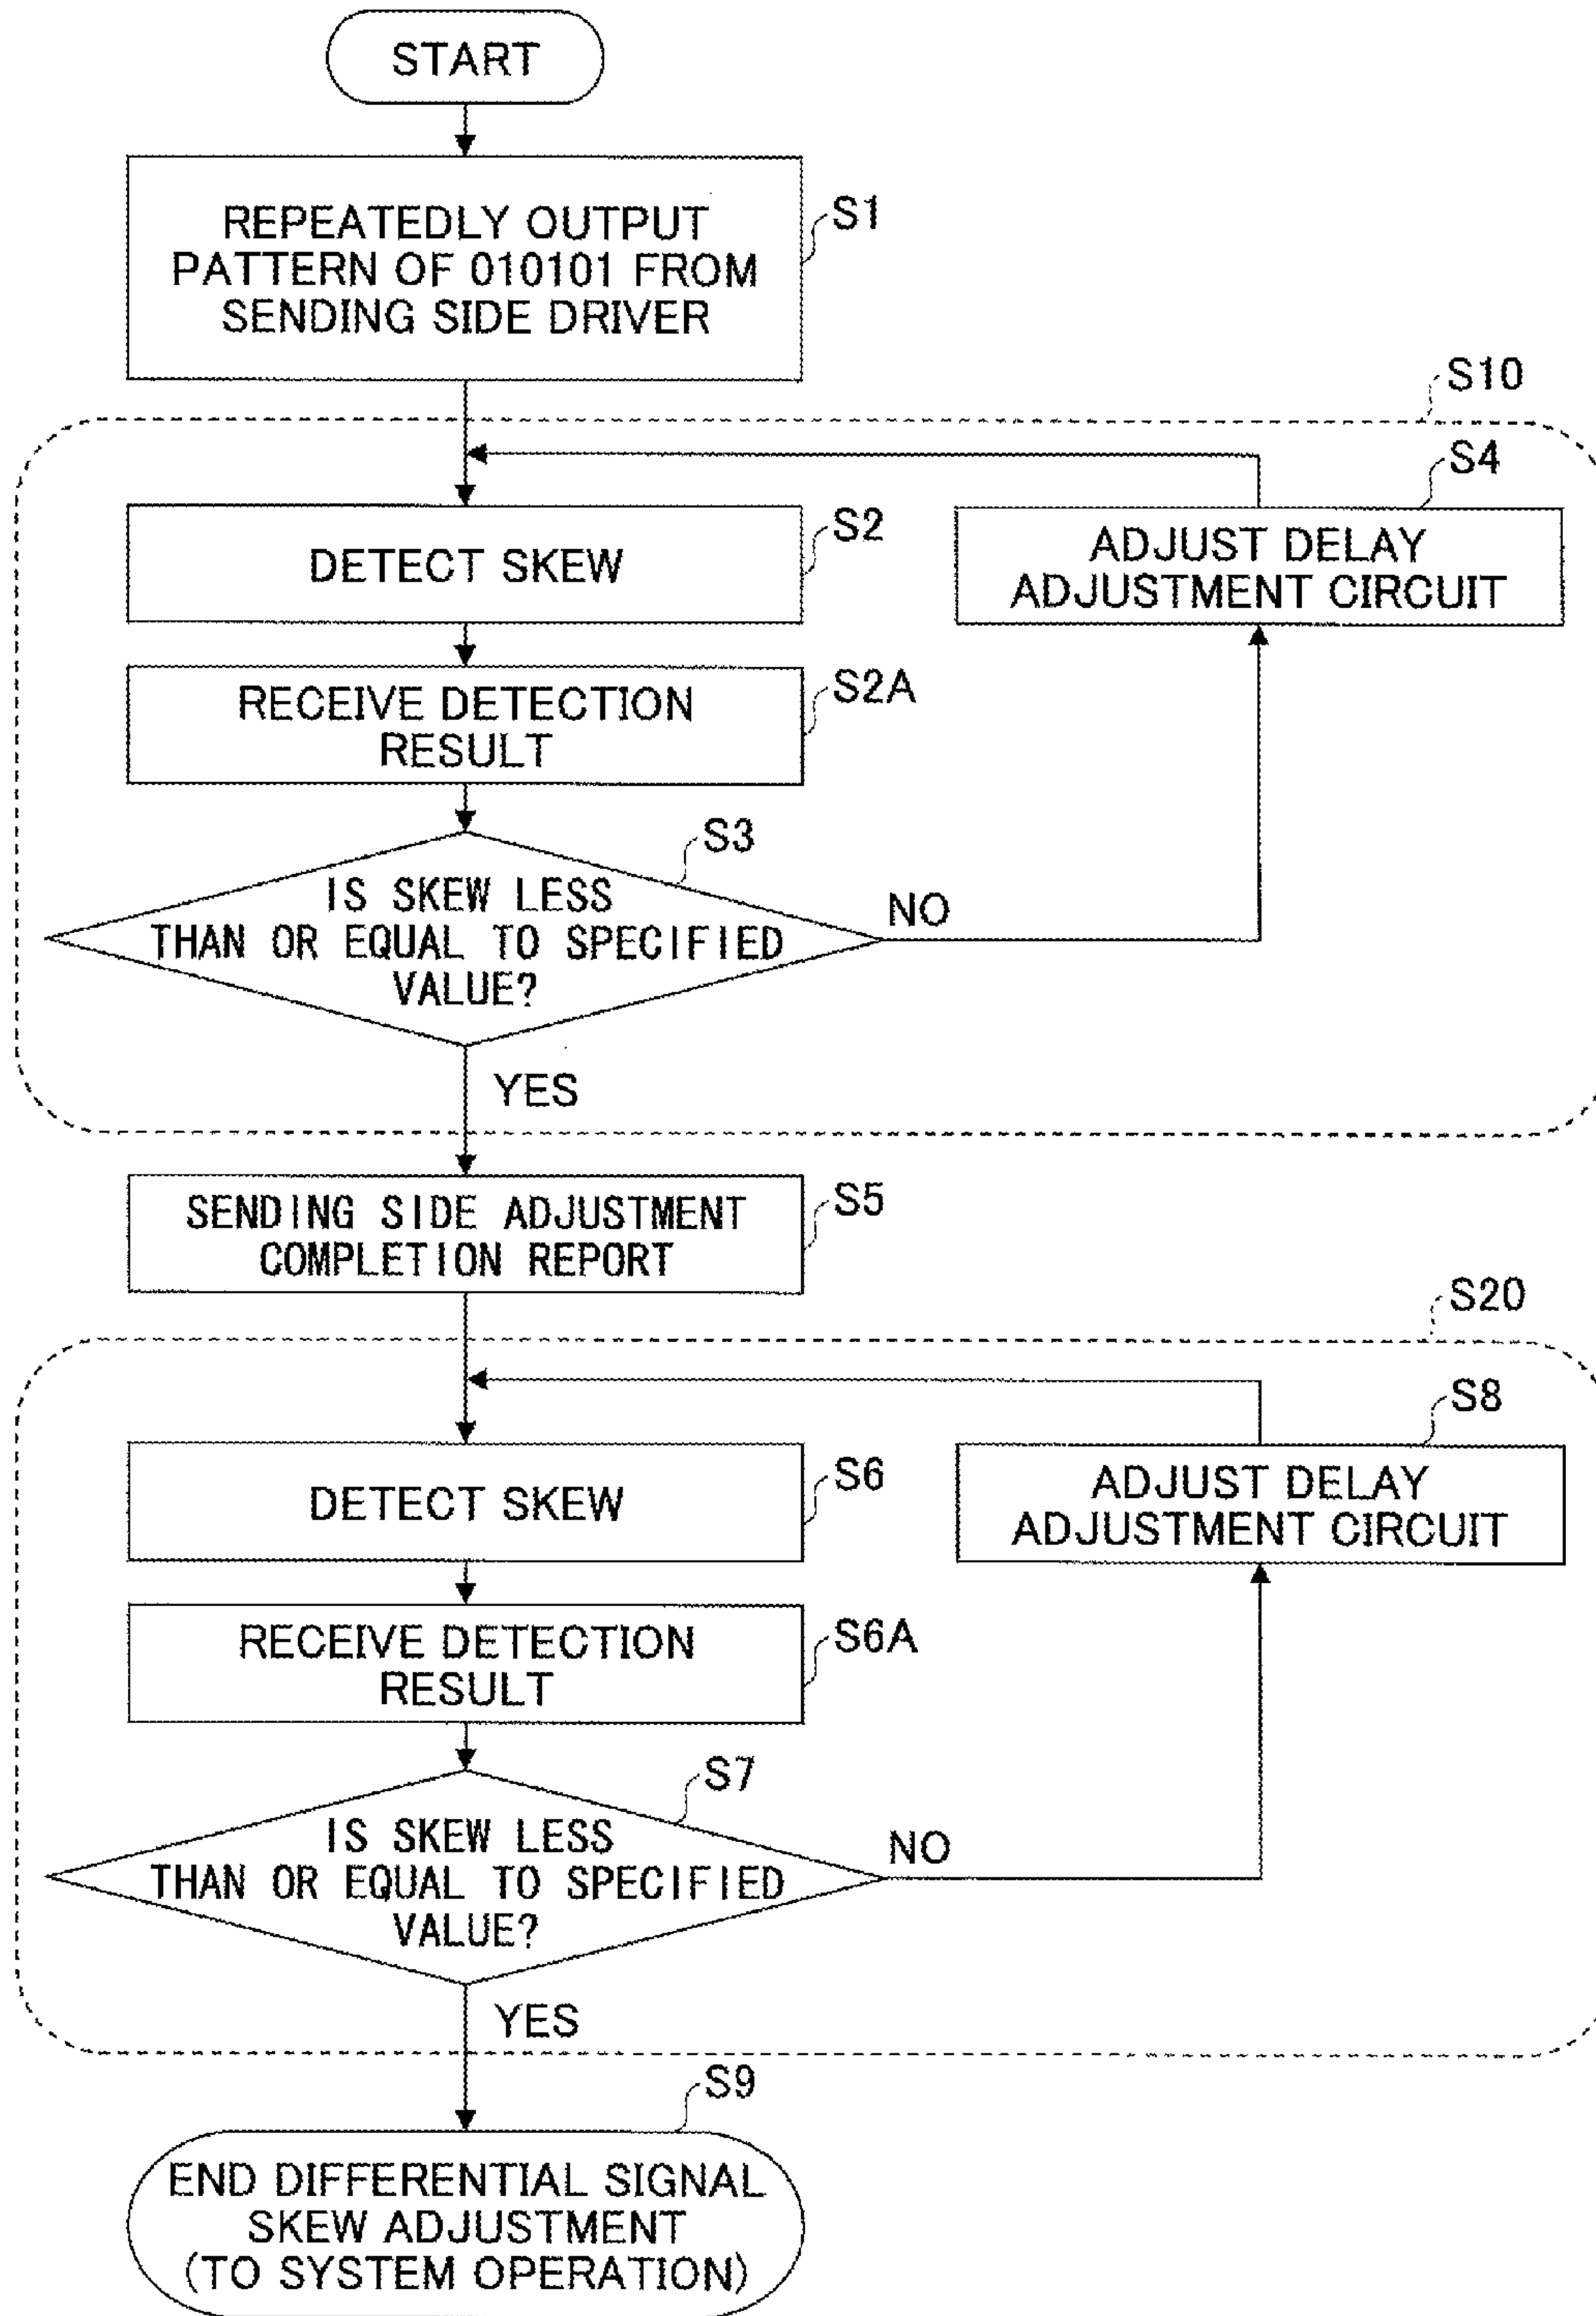 START
REPEATEDLY OUTPUT
PATTERN OF 010101 FROM
SENDING SIDE DRIVER
S1
S10
S4
ADJUST DELAY
ADJUSTMENT CIRCUIT
S2
DETECT SKEW
S2A
RECEIVE DETECTION
RESULT
S3
IS SKEW LESS
THAN OR EQUAL TO SPECIFIED
VALUE?
NO
YES
S5
SENDING SIDE ADJUSTMENT
COMPLETION REPORT
S20
S8
ADJUST DELAY
ADJUSTMENT CIRCUIT
S6
DETECT SKEW
S6A
RECEIVE DETECTION
RESULT
S7
IS SKEW LESS
THAN OR EQUAL TO SPECIFIED
VALUE?
NO
YES
S9
END DIFFERENTIAL SIGNAL
SKEW ADJUSTMENT
(TO SYSTEM OPERATION)